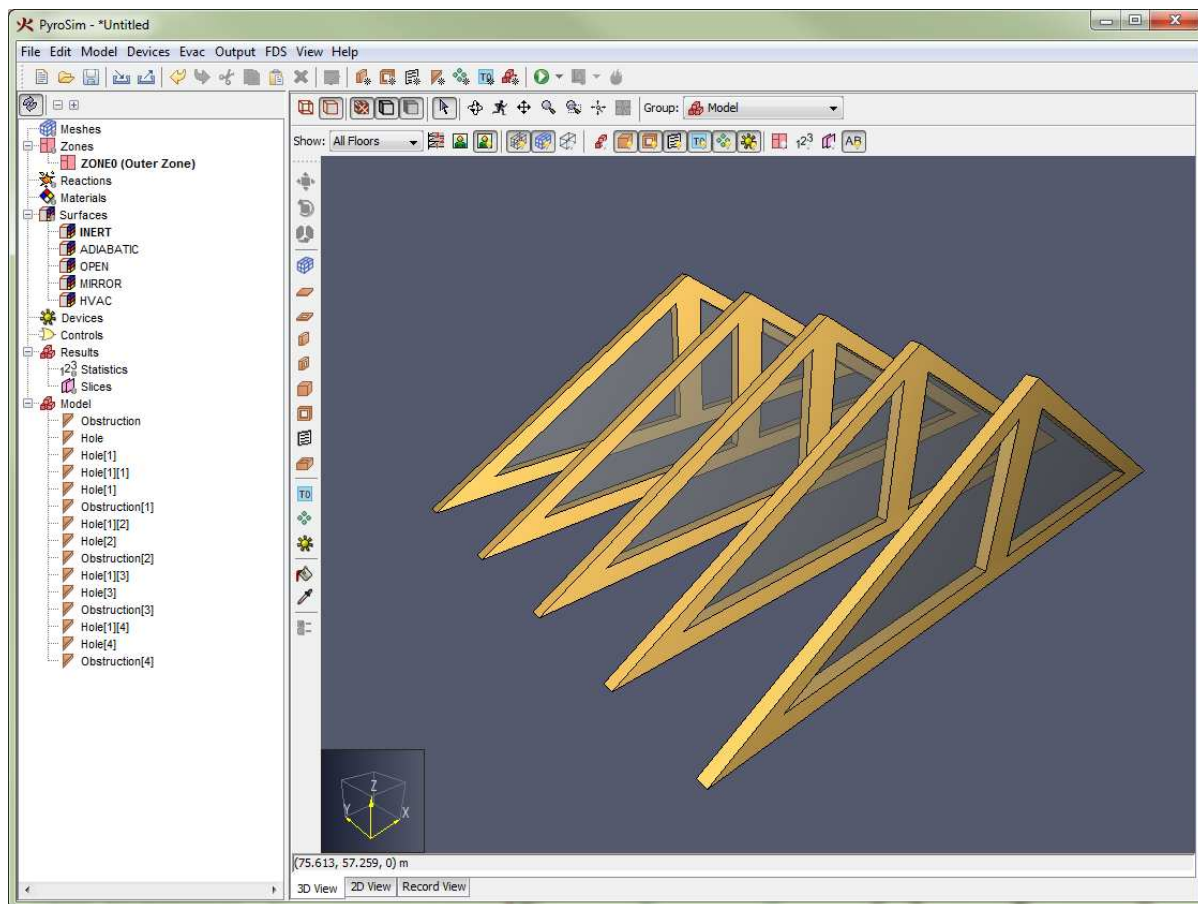 PyroSim - *Untitled
File Edit Model Devices Evac Output FDS View Help
Group: Model
Show: All Floors
123
AB
Meshes
Zones
ZONE0 (Outer Zone)
Reactions
Materials
Surfaces
INERT
ADIABATIC
OPEN
MIRROR
HVAC
Devices
Controls
Results
123 Statistics
Slices
Model
Obstruction
Hole
Hole[1]
Hole[1][1]
Hole[1]
Obstruction[1]
Hole[1][2]
Hole[2]
Obstruction[2]
Hole[1][3]
Hole[3]
Obstruction[3]
Hole[1][4]
Hole[4]
Obstruction[4]
Z
Y X
(75.613, 57.259, 0) m
3D View 2D View Record View